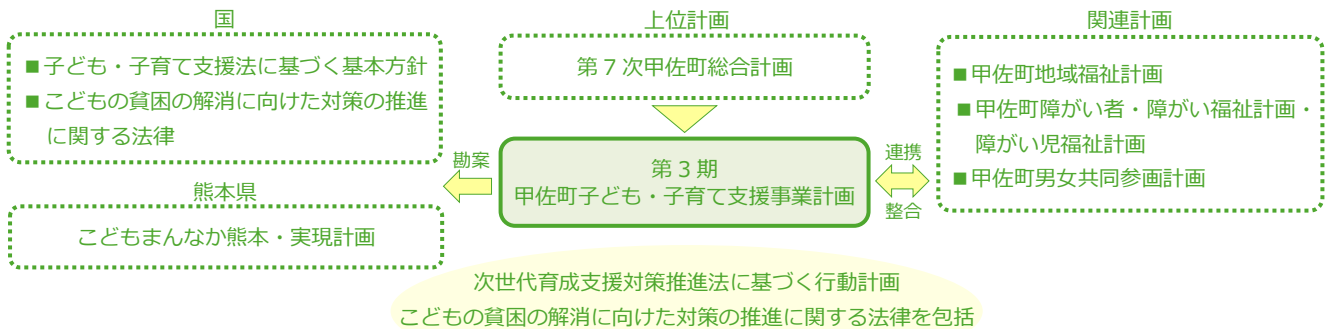 国
■子ども・子育て支援法に基づく基本方針
■こどもの貧困の解消に向けた対策の推進
に関する法律
熊本県
こどもまんなか熊本・実現計画
勘案
上位計画
第7次甲佐町総合計画
第3期
甲佐町子ども・子育て支援事業計画
連携
整合
関連計画
■甲佐町地域福祉計画
■甲佐町障がい者・障がい福祉計画・
障がい児福祉計画
■甲佐町男女共同参画計画
次世代育成支援対策推進法に基づく行動計画
こどもの貧困の解消に向けた対策の推進に関する法律を包括